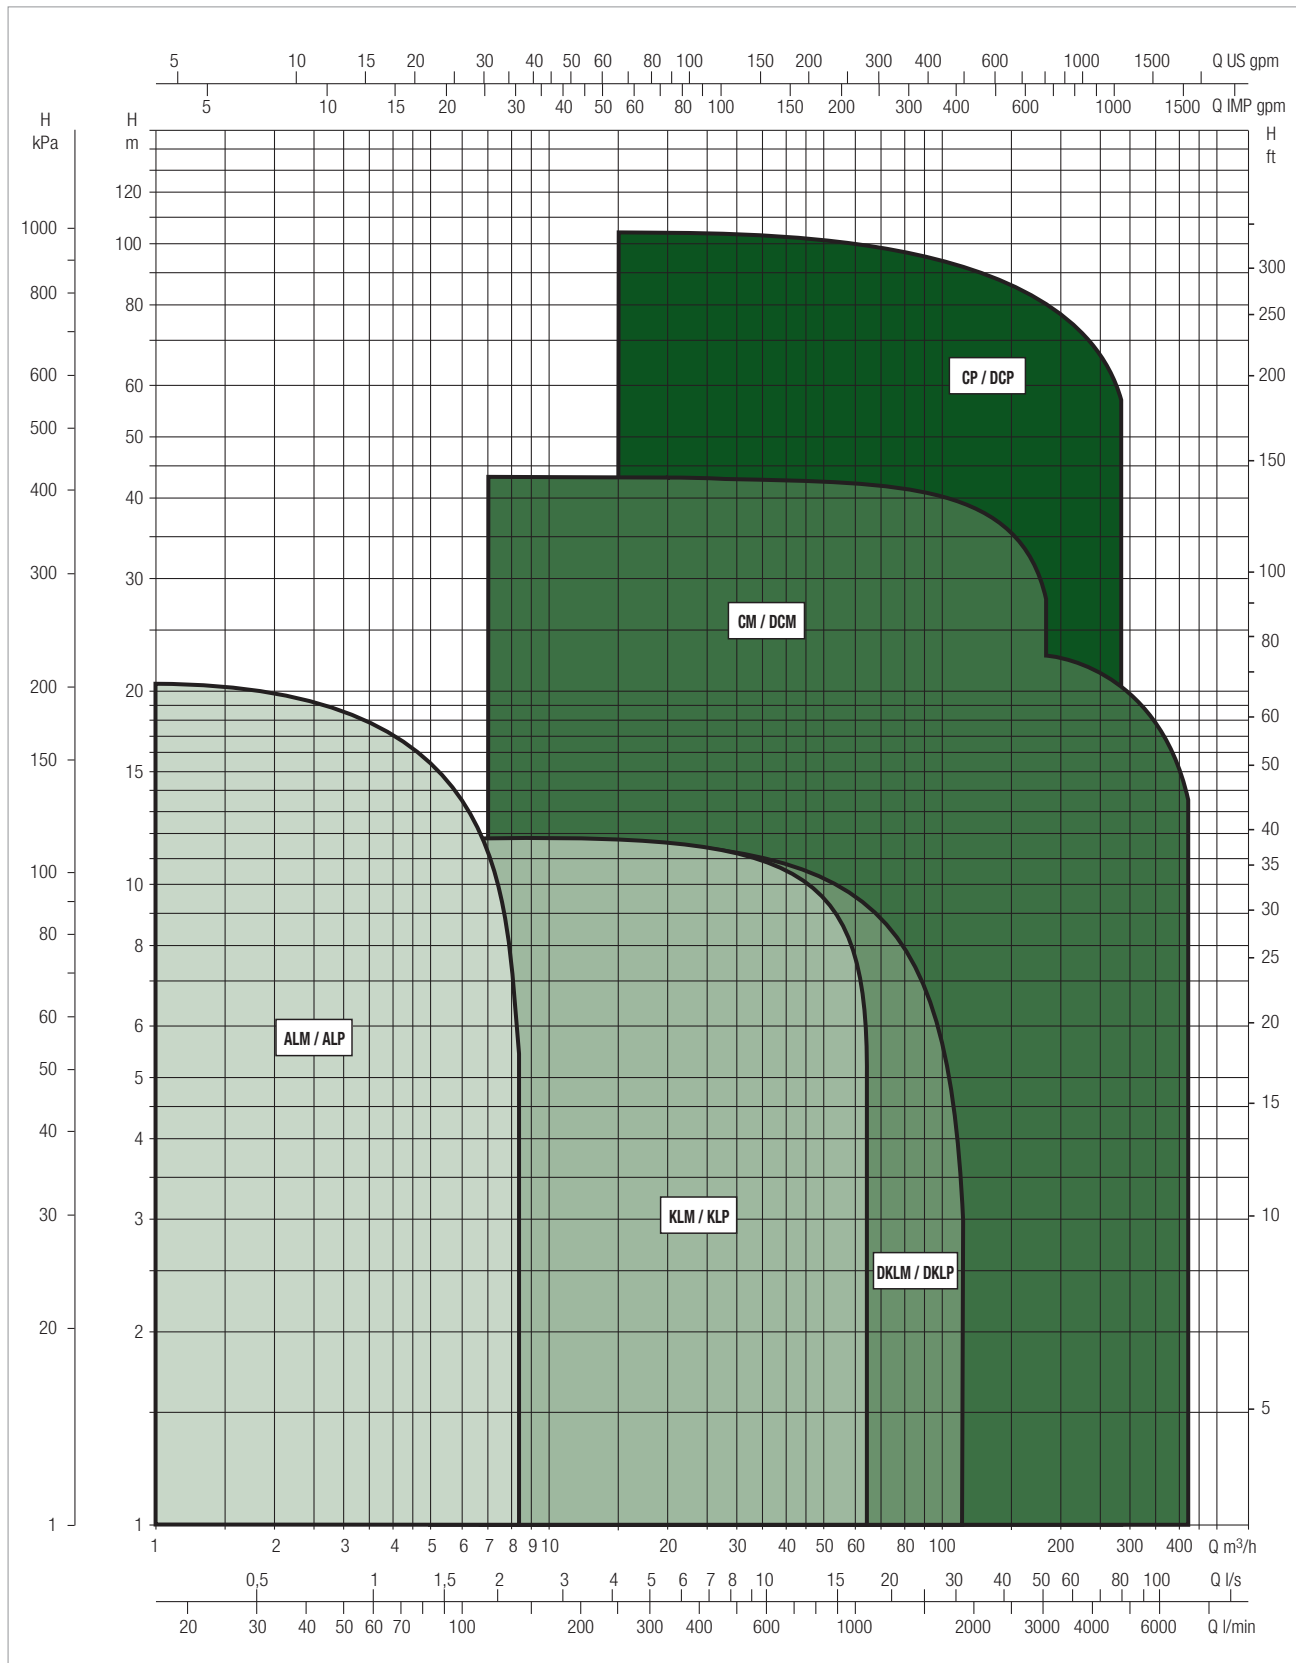 5 10 15 20 30 40 50 60 80 100 150 200 300 400 600 1000 1500 Q US gpm
5 10 15 20 30 40 50 60 80 100 150 200 300 400 600 1000 1500 Q IMP gpm
H kPa
H m
H ft
1000 800 600 500 400 300 200 150 100 80 60 50 40 30 20 1
120 100 80 60 50 40 30 20 15 10 8 6 5 4 3 2 1
300 250 200 150 100 80 60 50 40 35 30 25 20 15 10 5
CP / DCP
CM / DCM
ALM / ALP
KLM / KLP
DKLM / DKLP
1 2 3 4 5 6 7 8 9 10 20 30 40 50 60 80 100 200 300 400 Q m³/h
0,5 1 1,5 2 3 4 5 6 7 8 10 15 20 30 40 50 60 80 100 Q l/s
20 30 40 50 60 70 100 200 300 400 600 1000 2000 3000 4000 6000 Q l/min